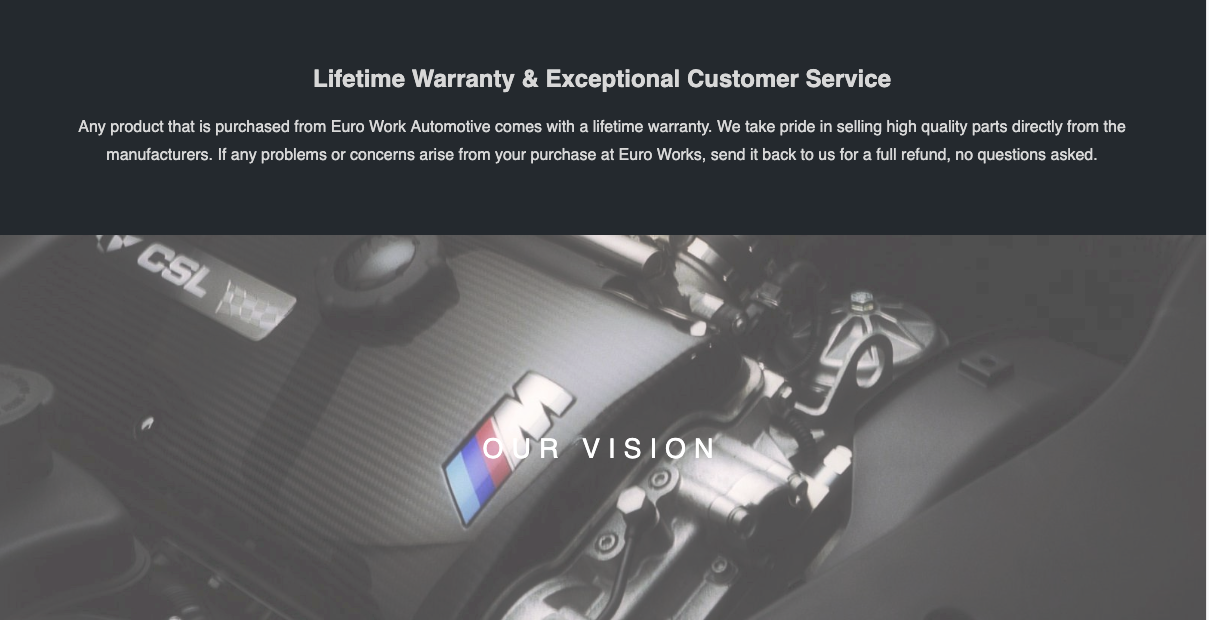 Lifetime Warranty & Exceptional Customer Service
Any product that is purchased from Euro Work Automotive comes with a lifetime warranty. We take pride in selling high quality parts directly from the
manufacturers. If any problems or concerns arise from your purchase at Euro Works, send it back to us for a full refund, no questions asked.
CSL
M
OUR VISION